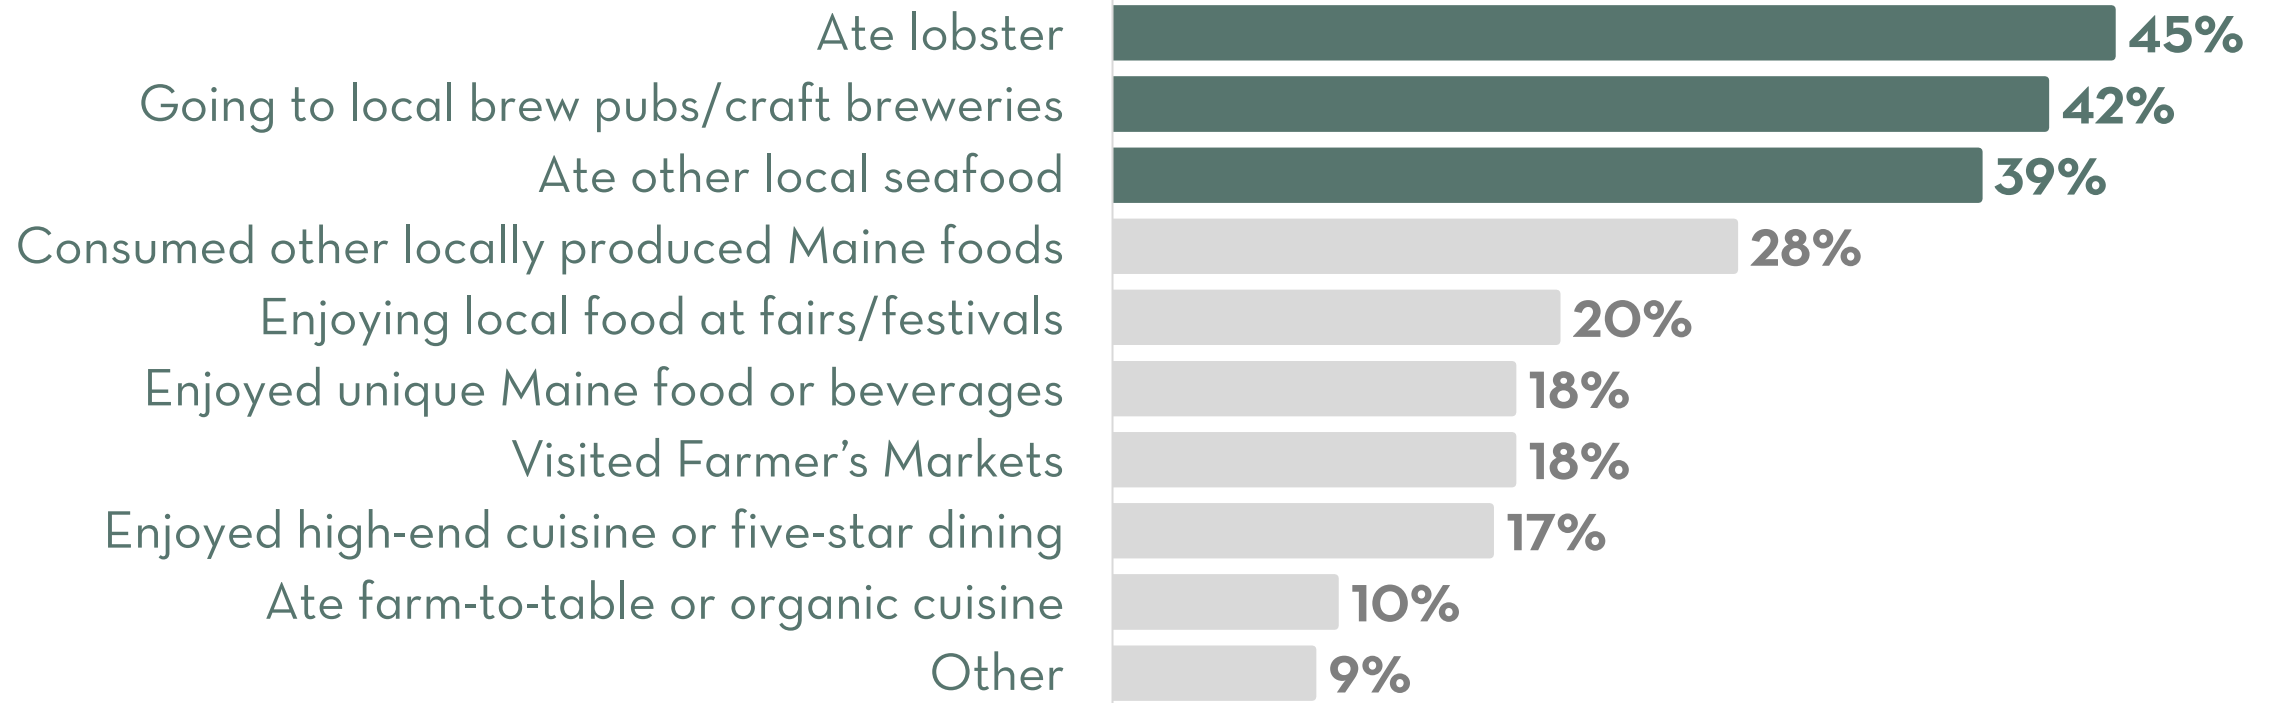 Ate lobster 45%
Going to local brew pubs/craft breweries 42%
Ate other local seafood 39%
Consumed other locally produced Maine foods 28%
Enjoying local food at fairs/festivals 20%
Enjoyed unique Maine food or beverages 18%
Visited Farmer’s Markets 18%
Enjoyed high-end cuisine or five-star dining 17%
Ate farm-to-table or organic cuisine 10%
Other 9%